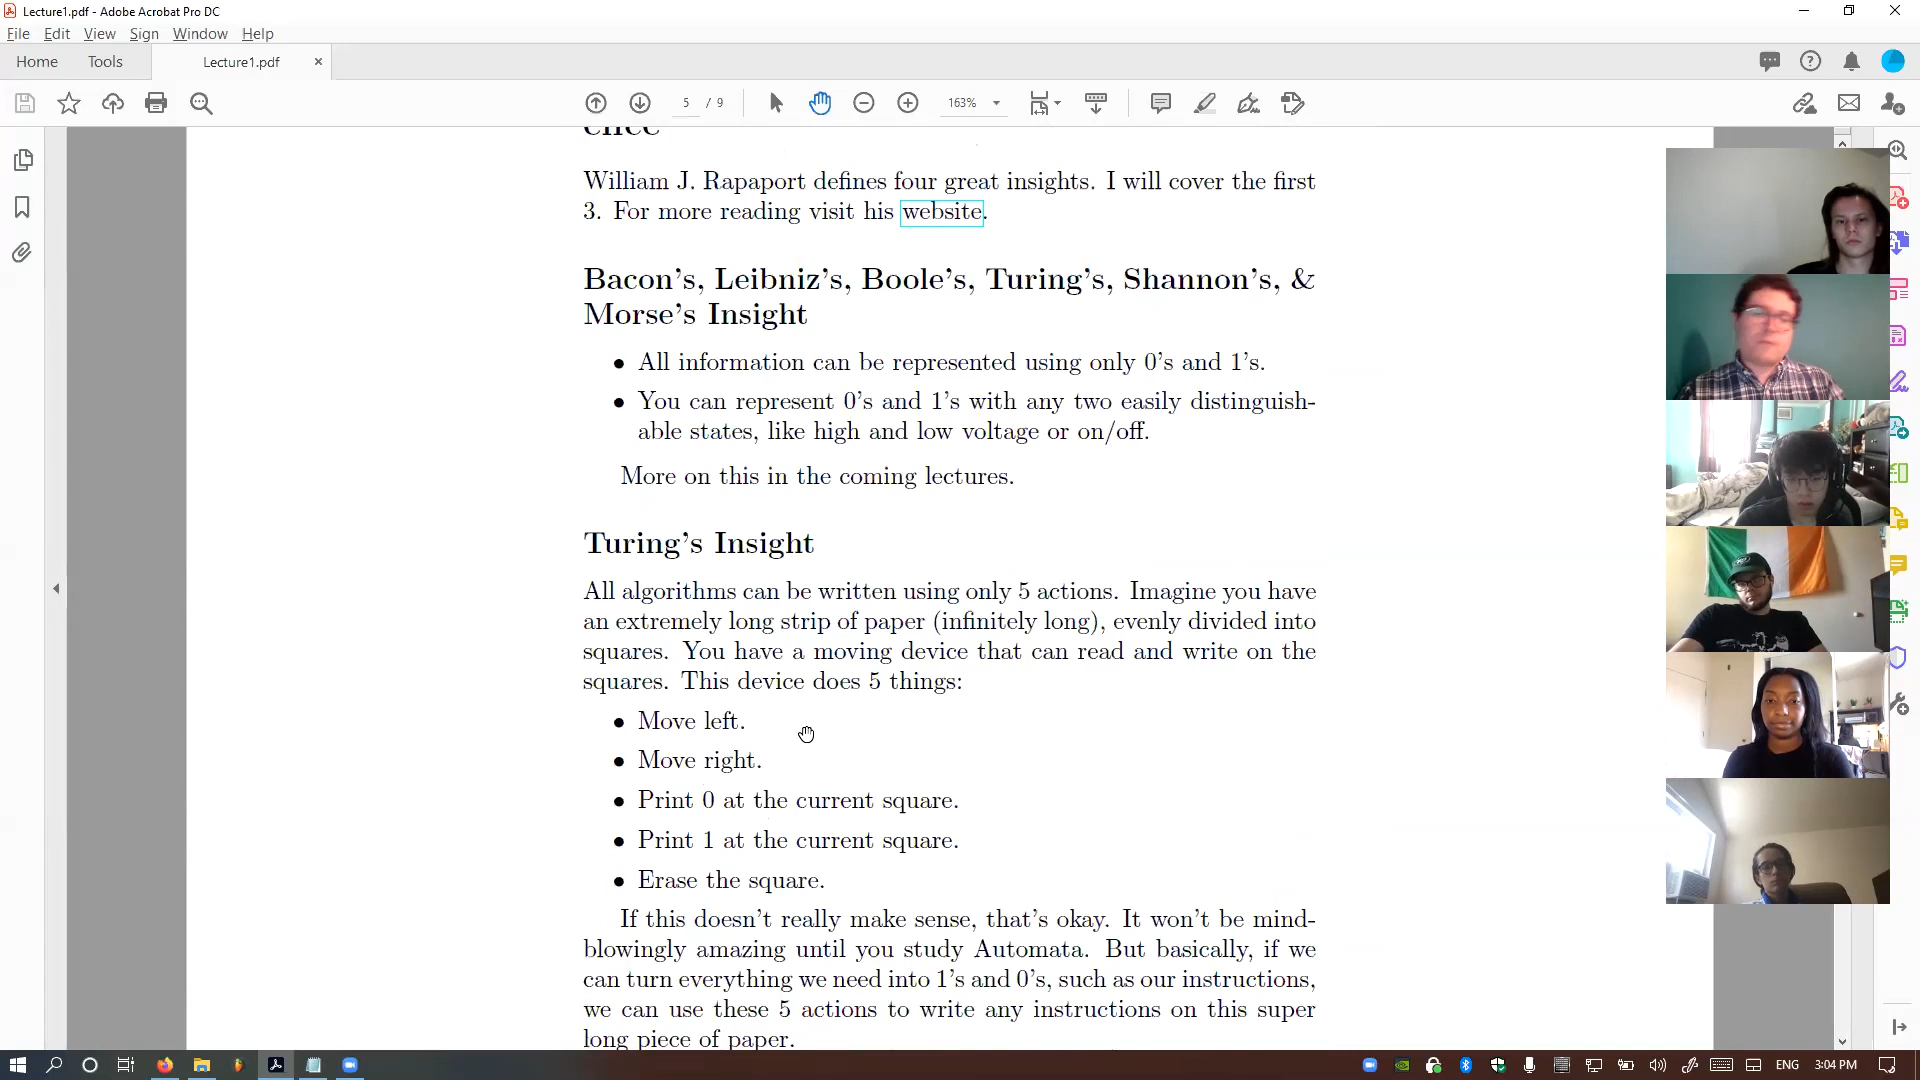 Lecture1.pdf - Adobe Acrobat Pro DC
File Edit View Sign Window Help
Home Tools Lecture1.pdf
5 / 9 163%
William J. Rapaport defines four great insights. I will cover the first
3. For more reading visit his website.
Bacon's, Leibniz's, Boole's, Turing's, Shannon's, &
Morse's Insight
• All information can be represented using only 0's and 1's.
• You can represent 0's and 1's with any two easily distinguish-
able states, like high and low voltage or on/off.
More on this in the coming lectures.
Turing's Insight
All algorithms can be written using only 5 actions. Imagine you have
an extremely long strip of paper (infinitely long), evenly divided into
squares. You have a moving device that can read and write on the
squares. This device does 5 things:
• Move left.
• Move right.
• Print 0 at the current square.
• Print 1 at the current square.
• Erase the square.
If this doesn't really make sense, that's okay. It won't be mind-
blowingly amazing until you study Automata. But basically, if we
can turn everything we need into 1's and 0's, such as our instructions,
we can use these 5 actions to write any instructions on this super
long piece of paper.
ENG 3:04 PM